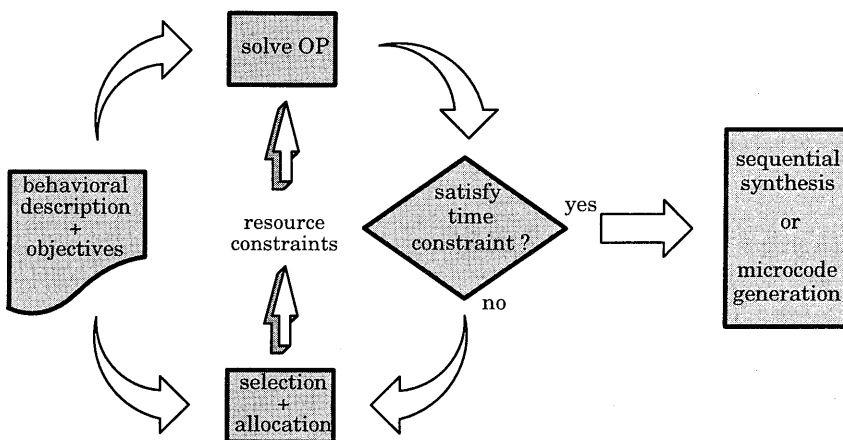 solve OP
behavioral
description
+
objectives
resource
constraints
satisfy
time
constraint ?
yes
no
sequential
synthesis
or
microcode
generation
selection
+
allocation